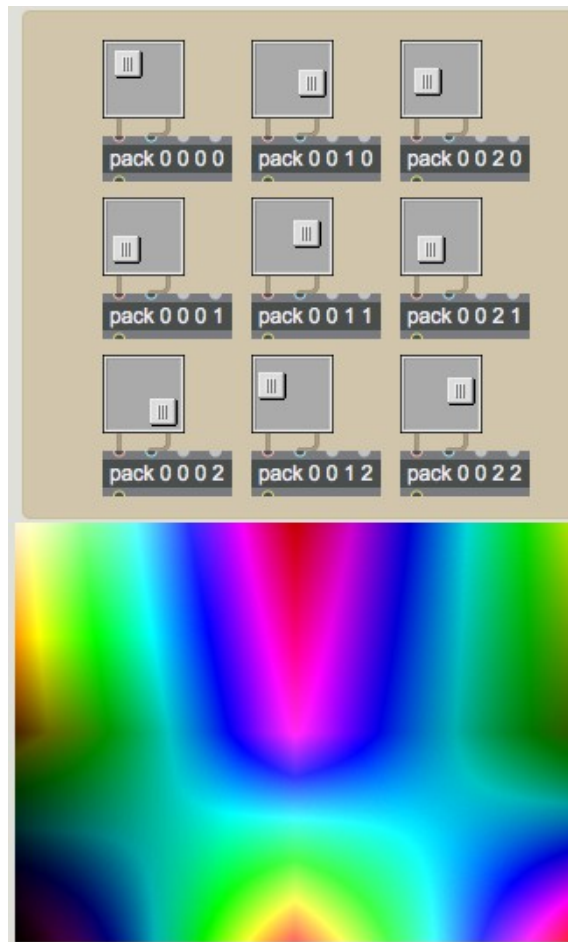 pack 0 0 0 0
pack 0 0 1 0
pack 0 0 2 0
pack 0 0 0 1
pack 0 0 1 1
pack 0 0 2 1
pack 0 0 0 2
pack 0 0 1 2
pack 0 0 2 2